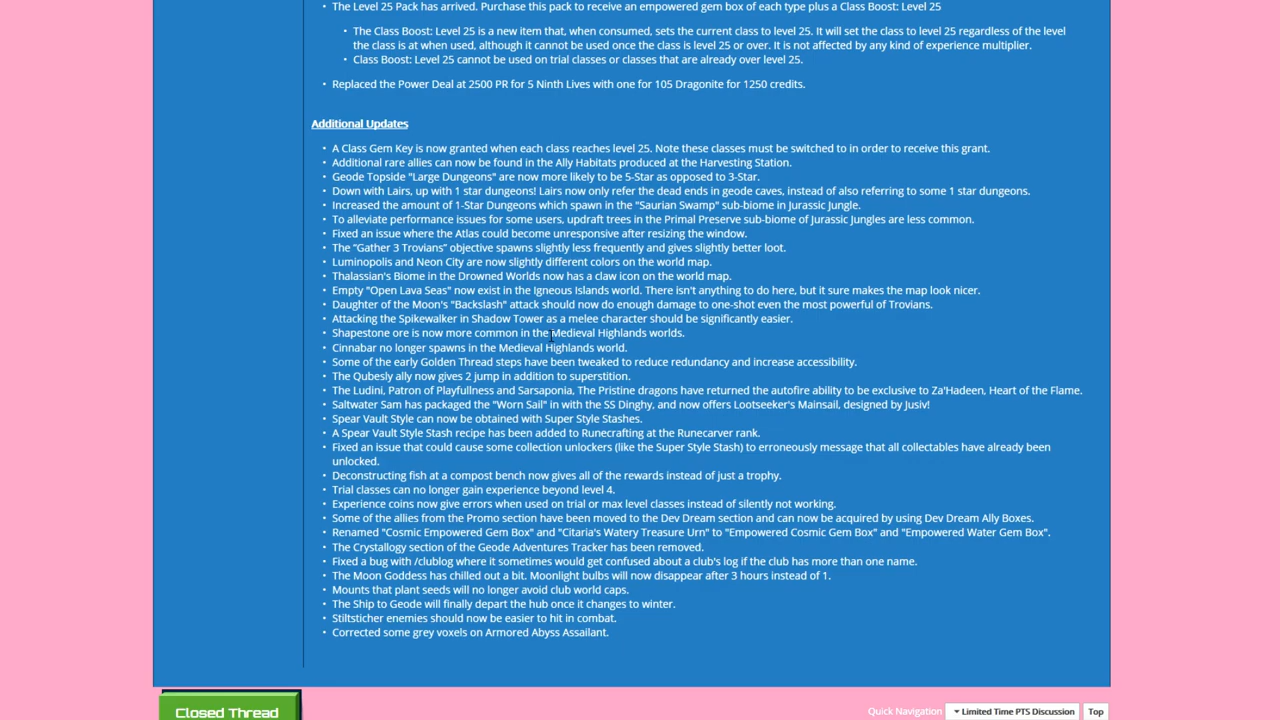 • The Level 25 Pack has arrived. Purchase this pack to receive an empowered gem box of each type plus a Class Boost: Level 25
• The Class Boost: Level 25 is a new item that, when consumed, sets the current class to level 25. It will set the class to level 25 regardless of the level
the class is at when used, although it cannot be used once the class is level 25 or over. It is not affected by any kind of experience multiplier.
• Class Boost: Level 25 cannot be used on trial classes or classes that are already over level 25.
• Replaced the Power Deal at 2500 PR for 5 Ninth Lives with one for 105 Dragonite for 1250 credits.
Additional Updates
• A Class Gem Key is now granted when each class reaches level 25. Note these classes must be switched to in order to receive this grant.
• Additional rare allies can now be found in the Ally Habitats produced at the Harvesting Station.
• Geode Topside "Large Dungeons" are now more likely to be 5-Star as opposed to 3-Star.
• Down with Lairs, up with 1 star dungeons! Lairs now only refer the dead ends in geode caves, instead of also referring to some 1 star dungeons.
• Increased the amount of 1-Star Dungeons which spawn in the "Saurian Swamp" sub-biome in Jurassic Jungle.
• To alleviate performance issues for some users, updraft trees in the Primal Preserve sub-biome of Jurassic Jungles are less common.
• Fixed an issue where the Atlas could become unresponsive after resizing the window.
• The “Gather 3 Trovians” objective spawns slightly less frequently and gives slightly better loot.
• Luminopolis and Neon City are now slightly different colors on the world map.
• Thalassian's Biome in the Drowned Worlds now has a claw icon on the world map.
• Empty "Open Lava Seas" now exist in the Igneous Islands world. There isn't anything to do here, but it sure makes the map look nicer.
• Daughter of the Moon's "Backslash" attack should now do enough damage to one-shot even the most powerful of Trovians.
• Attacking the Spikewalker in Shadow Tower as a melee character should be significantly easier.
• Shapestone ore is now more common in the Medieval Highlands worlds.
• Cinnabar no longer spawns in the Medieval Highlands world.
• Some of the early Golden Thread steps have been tweaked to reduce redundancy and increase accessibility.
• The Qubesly ally now gives 2 jump in addition to superstition.
• The Ludini, Patron of Playfullness and Sarsaponia, The Pristine dragons have returned the autofire ability to be exclusive to Za'Hadeen, Heart of the Flame.
• Saltwater Sam has packaged the "Worn Sail" in with the SS Dinghy, and now offers Lootseeker's Mainsail, designed by Jusiv!
• Spear Vault Style can now be obtained with Super Style Stashes.
• A Spear Vault Style Stash recipe has been added to Runecrafting at the Runecarver rank.
• Fixed an issue that could cause some collection unlockers (like the Super Style Stash) to erroneously message that all collectables have already been
unlocked.
• Deconstructing fish at a compost bench now gives all of the rewards instead of just a trophy.
• Trial classes can no longer gain experience beyond level 4.
• Experience coins now give errors when used on trial or max level classes instead of silently not working.
• Some of the allies from the Promo section have been moved to the Dev Dream section and can now be acquired by using Dev Dream Ally Boxes.
• Renamed "Cosmic Empowered Gem Box" and "Citaria's Watery Treasure Urn" to "Empowered Cosmic Gem Box" and "Empowered Water Gem Box".
• The Crystallogy section of the Geode Adventures Tracker has been removed.
• Fixed a bug with /clublog where it sometimes would get confused about a club's log if the club has more than one name.
• The Moon Goddess has chilled out a bit. Moonlight bulbs will now disappear after 3 hours instead of 1.
• Mounts that plant seeds will no longer avoid club world caps.
• The Ship to Geode will finally depart the hub once it changes to winter.
• Stiltsticher enemies should now be easier to hit in combat.
• Corrected some grey voxels on Armored Abyss Assailant.
Closed Thread
Quick Navigation
Limited Time PTS Discussion
Top